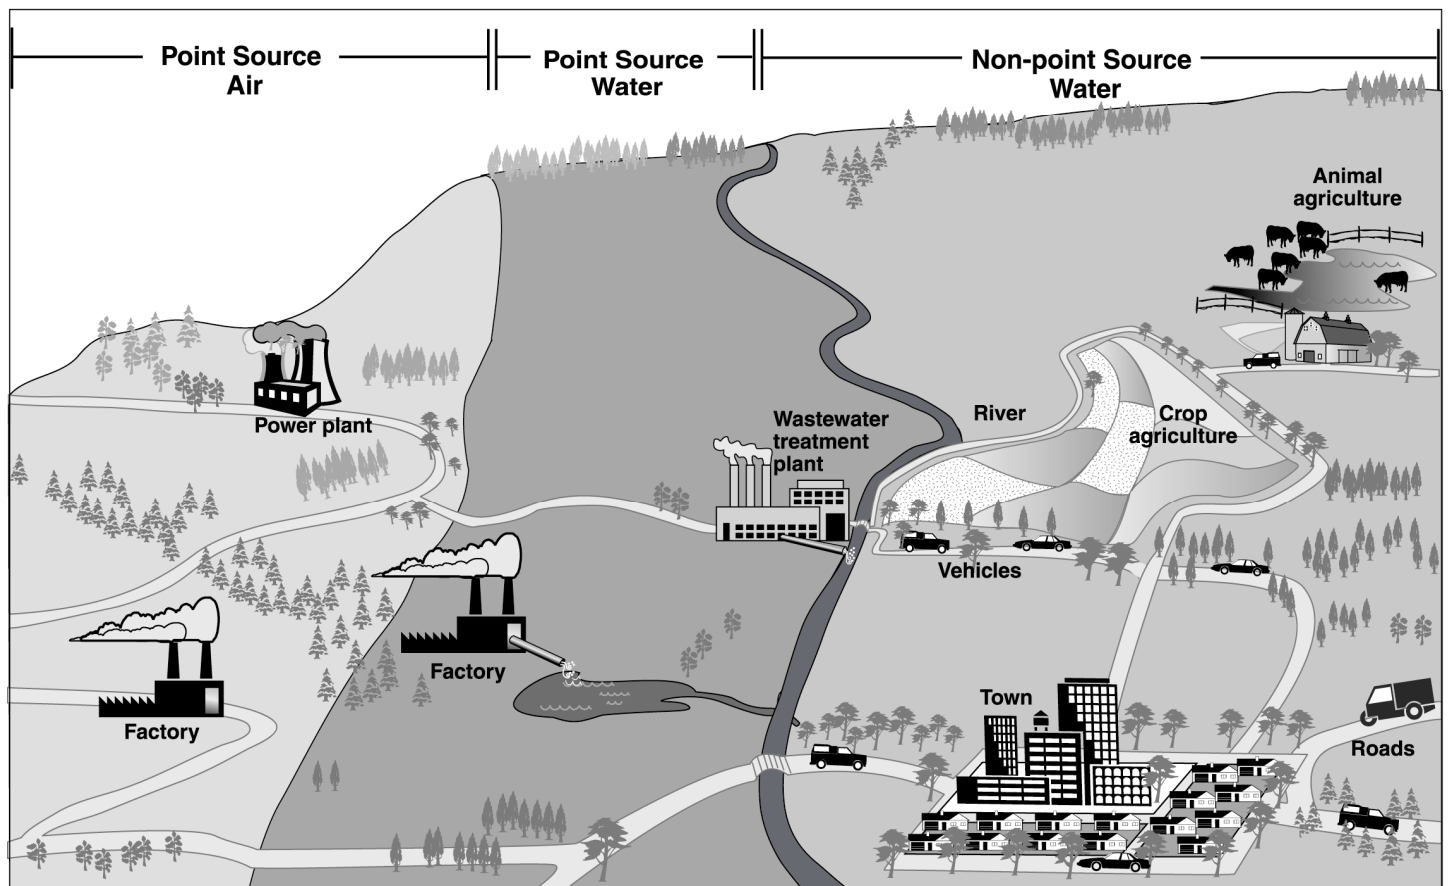 Point Source
Air
Point Source
Water
Non-point Source
Water
Animal
agriculture
Power plant
Wastewater
treatment
plant
River
Crop
agriculture
Vehicles
Factory
Factory
Town
Roads